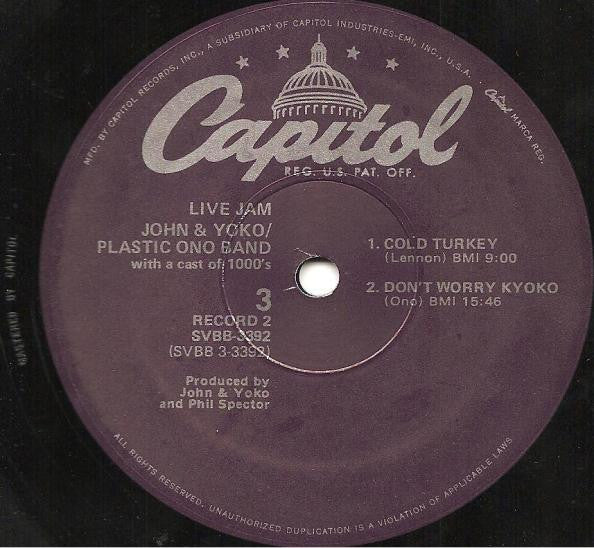 MFD. BY CAPITOL RECORDS, INC., A SUBSIDIARY OF CAPITOL INDUSTRIES-EMI, INC., U.S.A.
Capitol MARCA REG.
Capitol
REG. U.S. PAT. OFF.
LIVE JAM
JOHN & YOKO/
PLASTIC ONO BAND
with a cast of 1000's
3
RECORD 2
SVBB-3392
(SVBB 3-3392)
Produced by
John & Yoko
and Phil Spector
1. COLD TURKEY
(Lennon) BMI 9:00
2. DON'T WORRY KYOKO
(Ono) BMI 15:46
MASTERED BY CAPITOL
ALL RIGHTS RESERVED. UNAUTHORIZED DUPLICATION IS A VIOLATION OF APPLICABLE LAWS